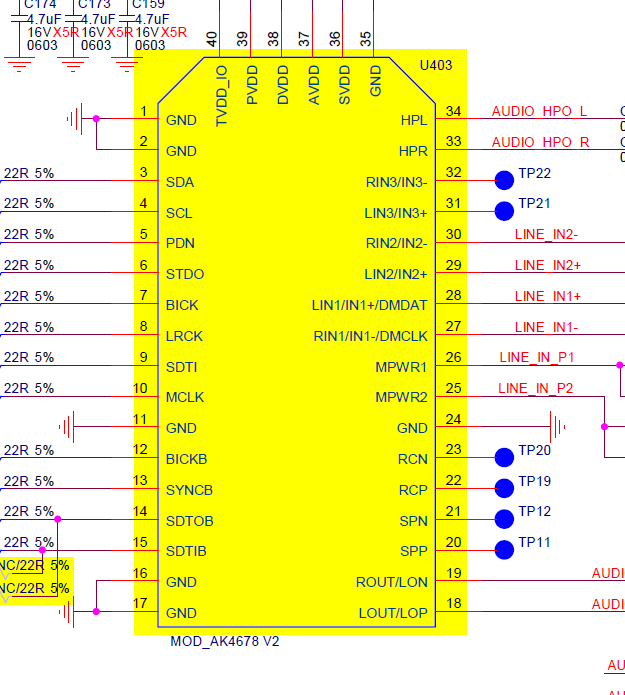 C174 C173 C159
4.7uF 4.7uF 4.7uF
16VX5R 16VX5R 16VX5R
0603 0603 0603
40 39 38 37 36 35
U403
TVDD_IO PVDD DVDD AVDD SVDD GND
1 GND HPL 34 AUDIO_HPO_L
2 GND HPR 33 AUDIO_HPO_R
22R 5% 3 SDA RIN3/IN3- 32 TP22
22R 5% 4 SCL LIN3/IN3+ 31 TP21
22R 5% 5 PDN RIN2/IN2- 30 LINE_IN2-
22R 5% 6 STDO LIN2/IN2+ 29 LINE_IN2+
22R 5% 7 BICK LIN1/IN1+/DMDAT 28 LINE_IN1+
22R 5% 8 LRCK RIN1/IN1-/DMCLK 27 LINE_IN1-
22R 5% 9 SDTI MPWR1 26 LINE_IN_P1
22R 5% 10 MCLK MPWR2 25 LINE_IN_P2
11 GND GND 24
22R 5% 12 BICKB RCN 23 TP20
22R 5% 13 SYNCB RCP 22 TP19
22R 5% 14 SDTOB SPN 21 TP12
22R 5% 15 SDTIB SPP 20 TP11
NC/22R 5% 16 GND ROUT/LON 19 AUDI
NC/22R 5% 17 GND LOUT/LOP 18 AUDI
MOD_AK4678 V2
AU